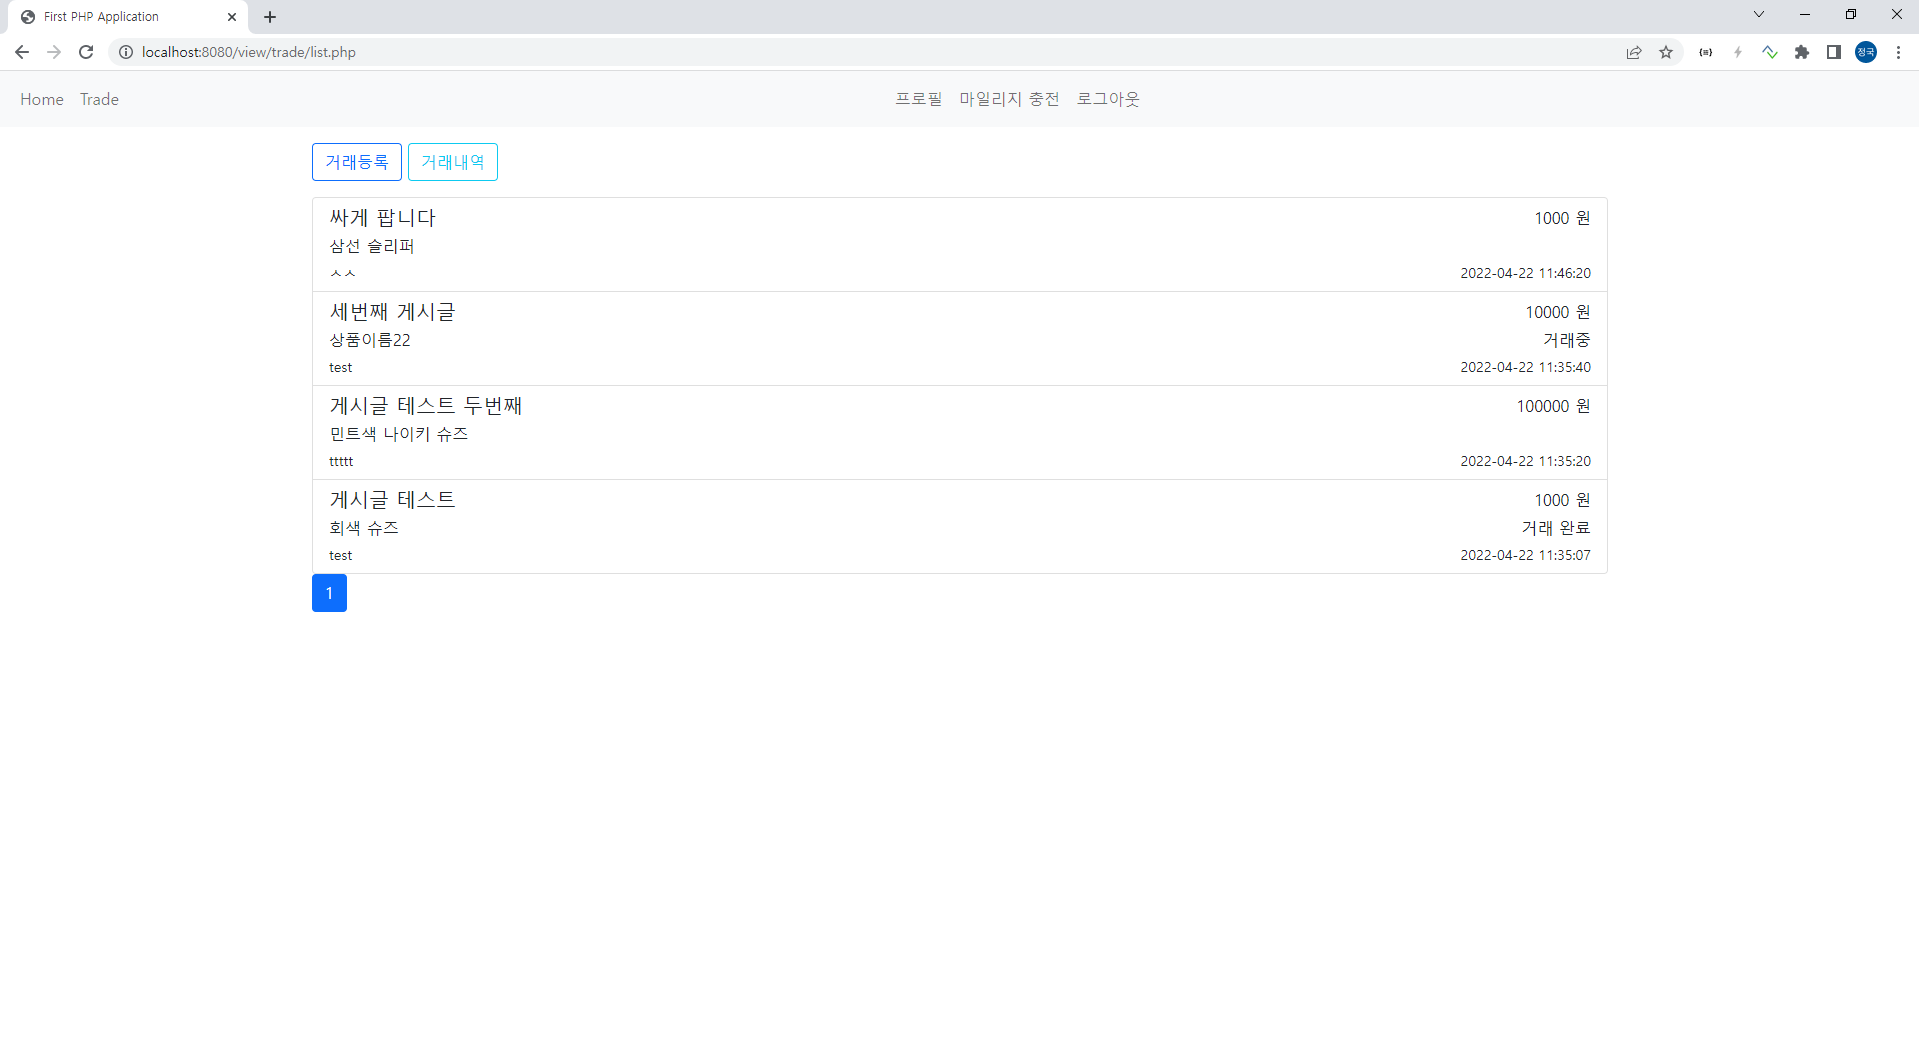 First PHP Application
localhost:8080/view/trade/list.php
정국
Home Trade 프로필 마일리지 충전 로그아웃
거래등록 거래내역
싸게 팝니다 1000 원
삼선 슬리퍼
ㅅㅅ 2022-04-22 11:46:20
세번째 게시글 10000 원
상품이름22 거래중
test 2022-04-22 11:35:40
게시글 테스트 두번째 100000 원
민트색 나이키 슈즈
ttttt 2022-04-22 11:35:20
게시글 테스트 1000 원
회색 슈즈 거래 완료
test 2022-04-22 11:35:07
1